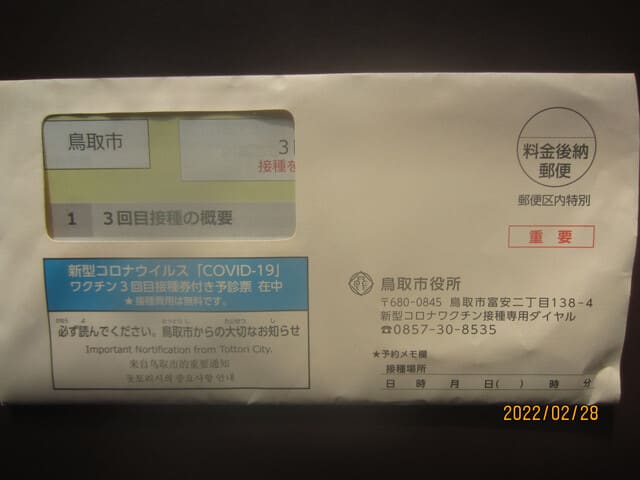 鳥取市
3
接種を
1 3回目接種の概要
新型コロナウイルス「COVID-19」
ワクチン3回目接種券付き予診票 在中
★接種費用は無料です。
必ず読んでください。鳥取市からの大切なお知らせ
Important Nortification from Tottori City.
来自鸟取市的重要通知
돗토리시의 중요사항 안내
料金後納
郵便
郵便区内特別
重要
鳥取市役所
〒680-0845 鳥取市富安二丁目138-4
新型コロナワクチン接種専用ダイヤル
☎0857-30-8535
★予約メモ欄
接種場所
日時 月 日( ) 時 分
2022/02/28